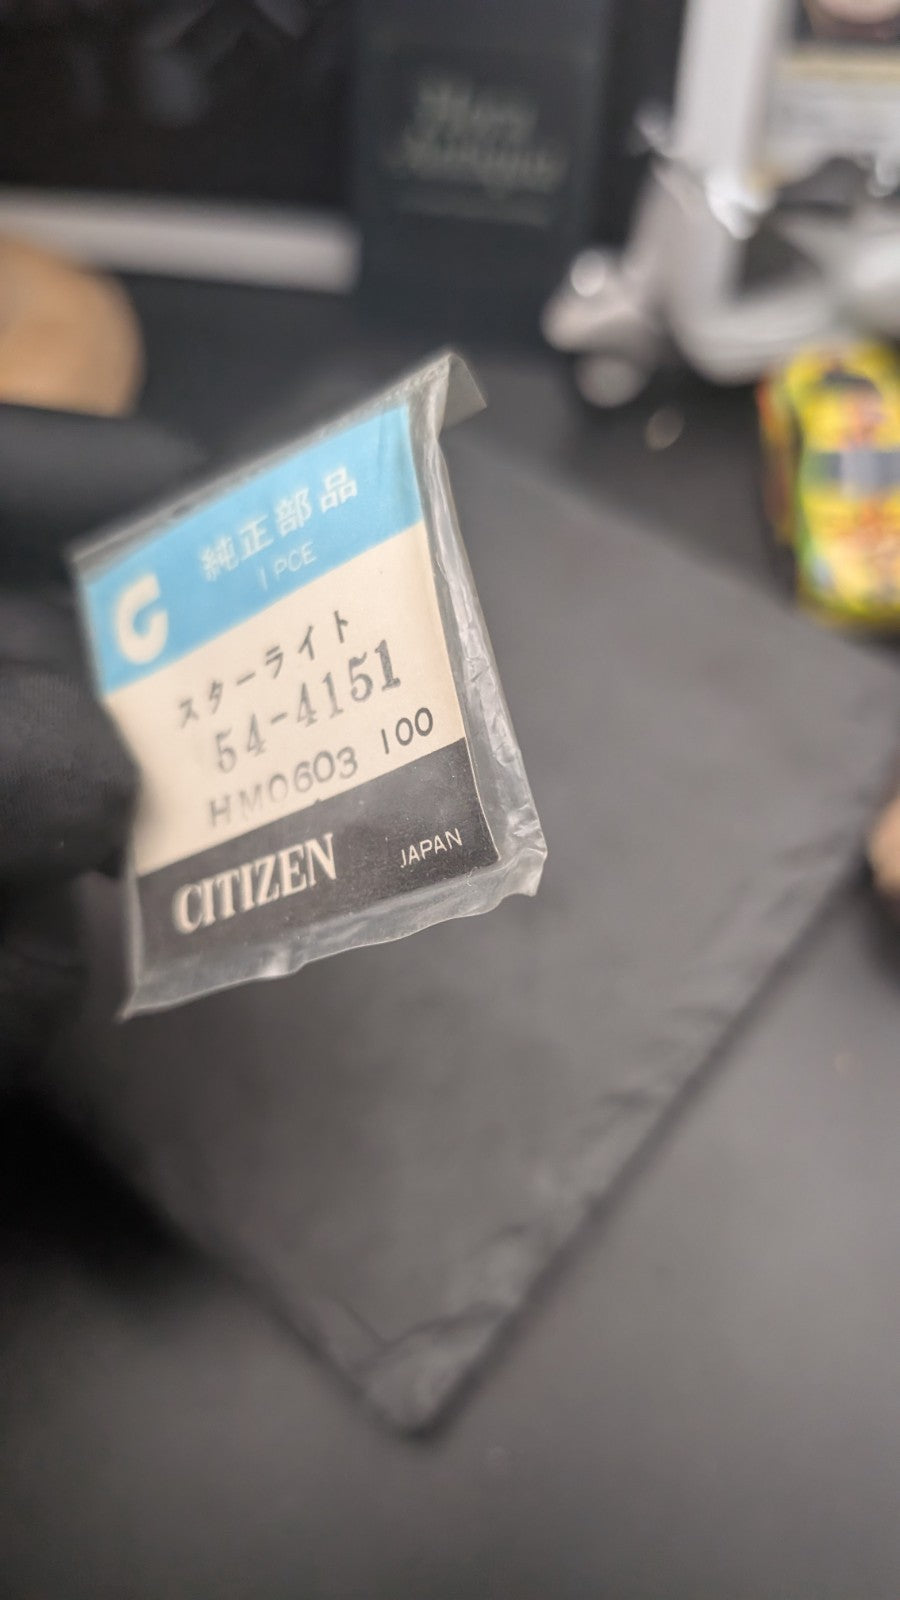 純正部品
1 PCE
スターライト
54-4151
HM0603 100
CITIZEN JAPAN